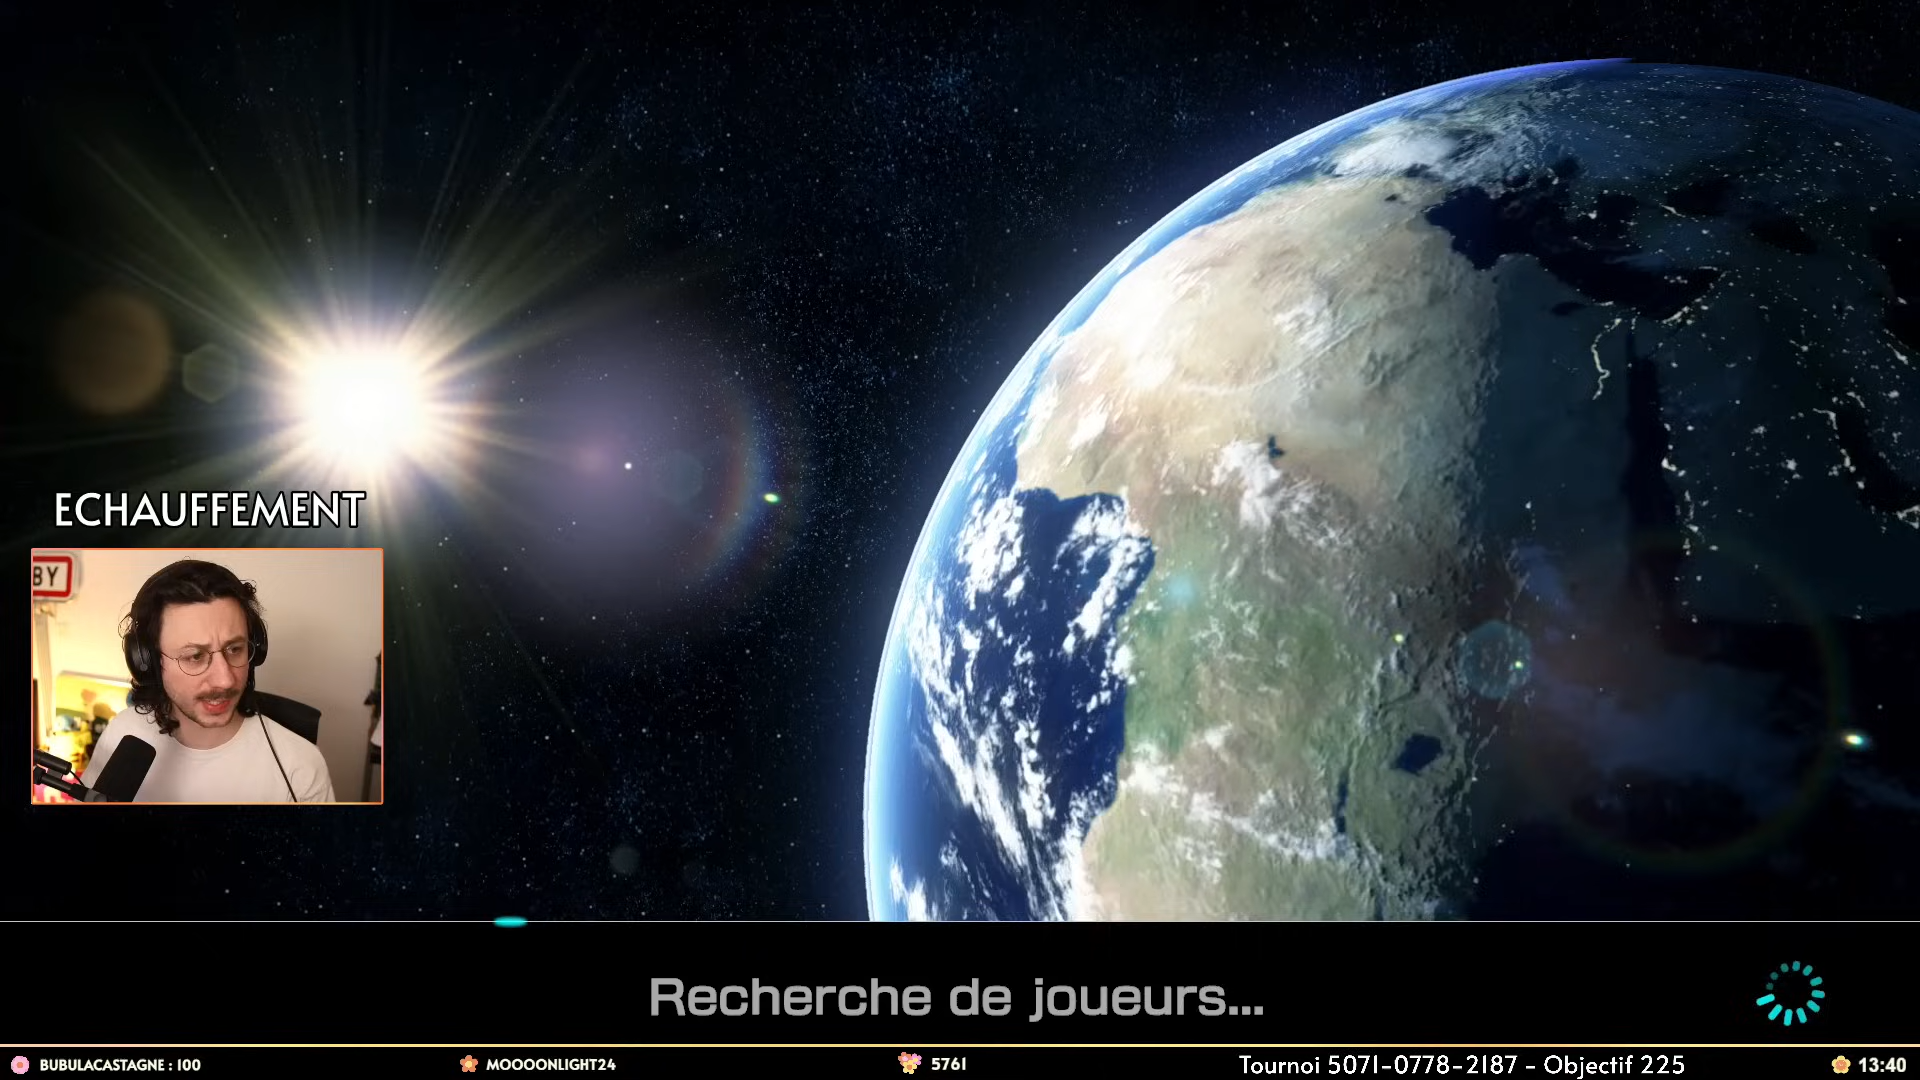 ECHAUFFEMENT
BY
Recherche de joueurs...
BUBULACASTAGNE : 100
MOOOONLIGHT24
5761
Tournoi 5071-0778-2187 - Objectif 225
13:40